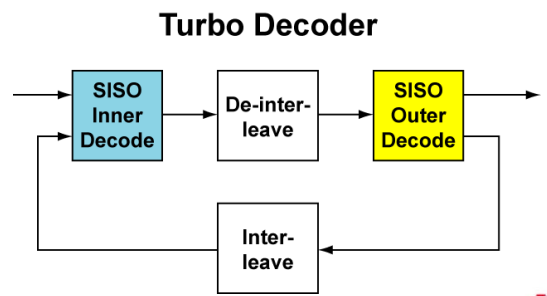 Turbo Decoder
SISO
Inner
Decode
De-inter-
leave
SISO
Outer
Decode
Inter-
leave